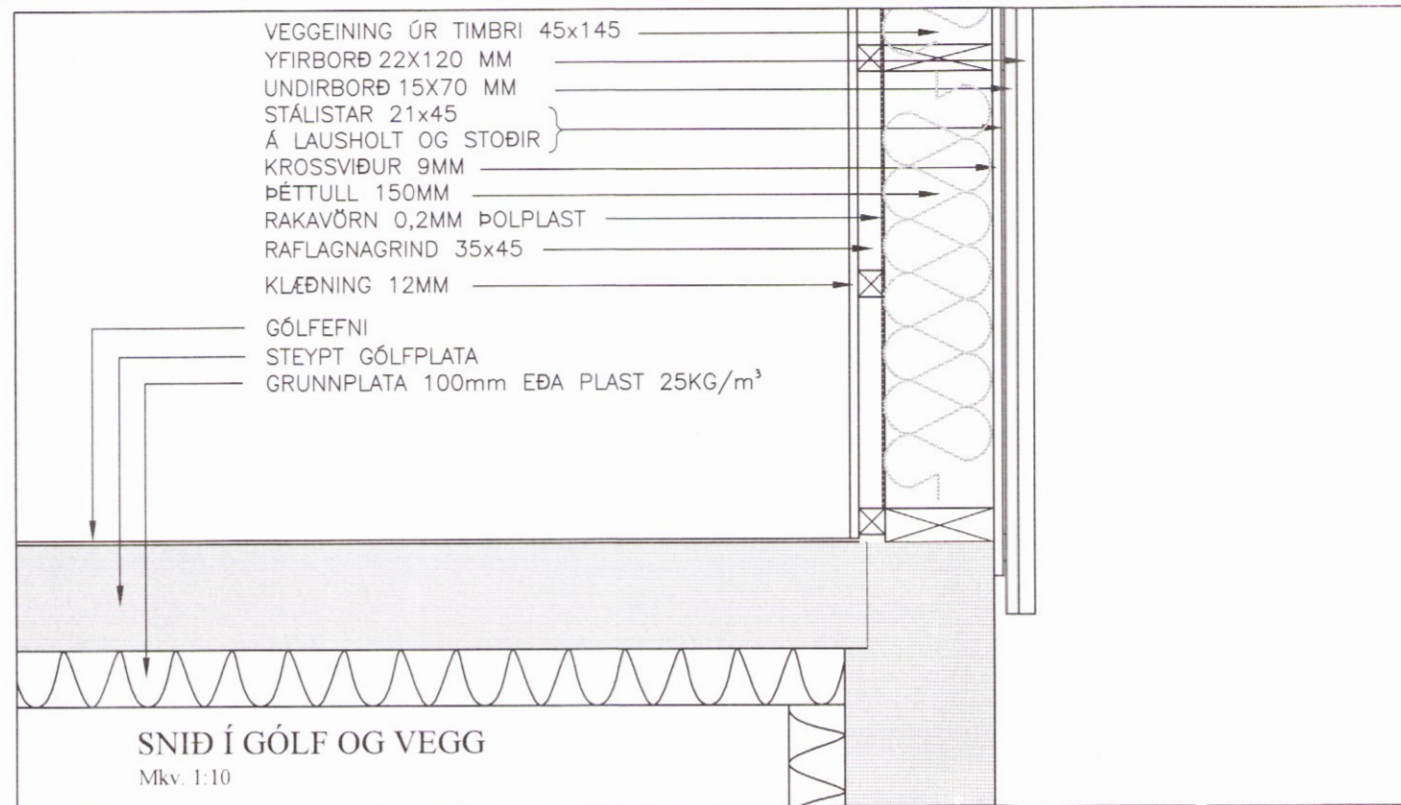 VEGGEINING ÚR TIMBRI 45x145
YFIRBORÐ 22X120 MM
UNDIRBORÐ 15X70 MM
STÁLISTAR 21x45
Á LAUSHOLT OG STOÐIR
KROSSVIÐUR 9MM
ÞÉTTULL 150MM
RAKAVÖRN 0,2MM ÞOLPLAST
RAFLAGNAGRIND 35x45
KLÆÐNING 12MM
GÓLFEFNI
STEYPT GÓLFPLATA
GRUNNPLATA 100mm EÐA PLAST 25KG/m³
SNIÐ Í GÓLF OG VEGG
Mkv. 1:10